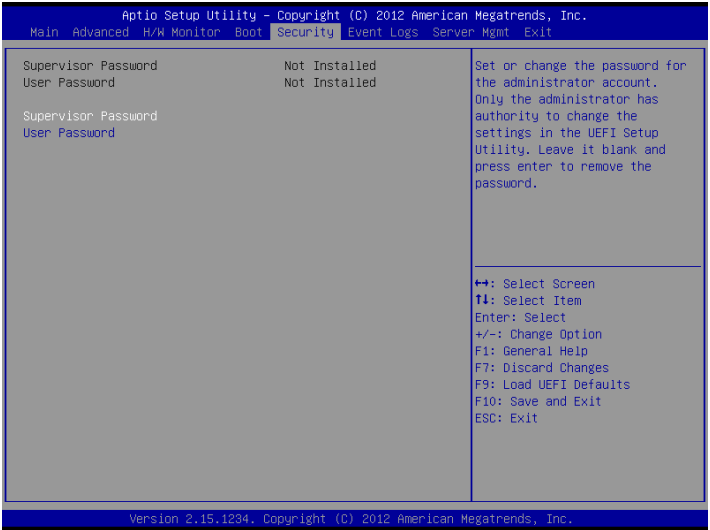 Aptio Setup Utility – Copyright (C) 2012 American Megatrends, Inc.
Main Advanced H/W Monitor Boot Security Event Logs Server Mgmt Exit
Supervisor Password Not Installed
User Password Not Installed
Supervisor Password
User Password
Set or change the password for
the administrator account.
Only the administrator has
authority to change the
settings in the UEFI Setup
Utility. Leave it blank and
press enter to remove the
password.
↔: Select Screen
↑↓: Select Item
Enter: Select
+/-: Change Option
F1: General Help
F7: Discard Changes
F9: Load UEFI Defaults
F10: Save and Exit
ESC: Exit
Version 2.15.1234. Copyright (C) 2012 American Megatrends, Inc.